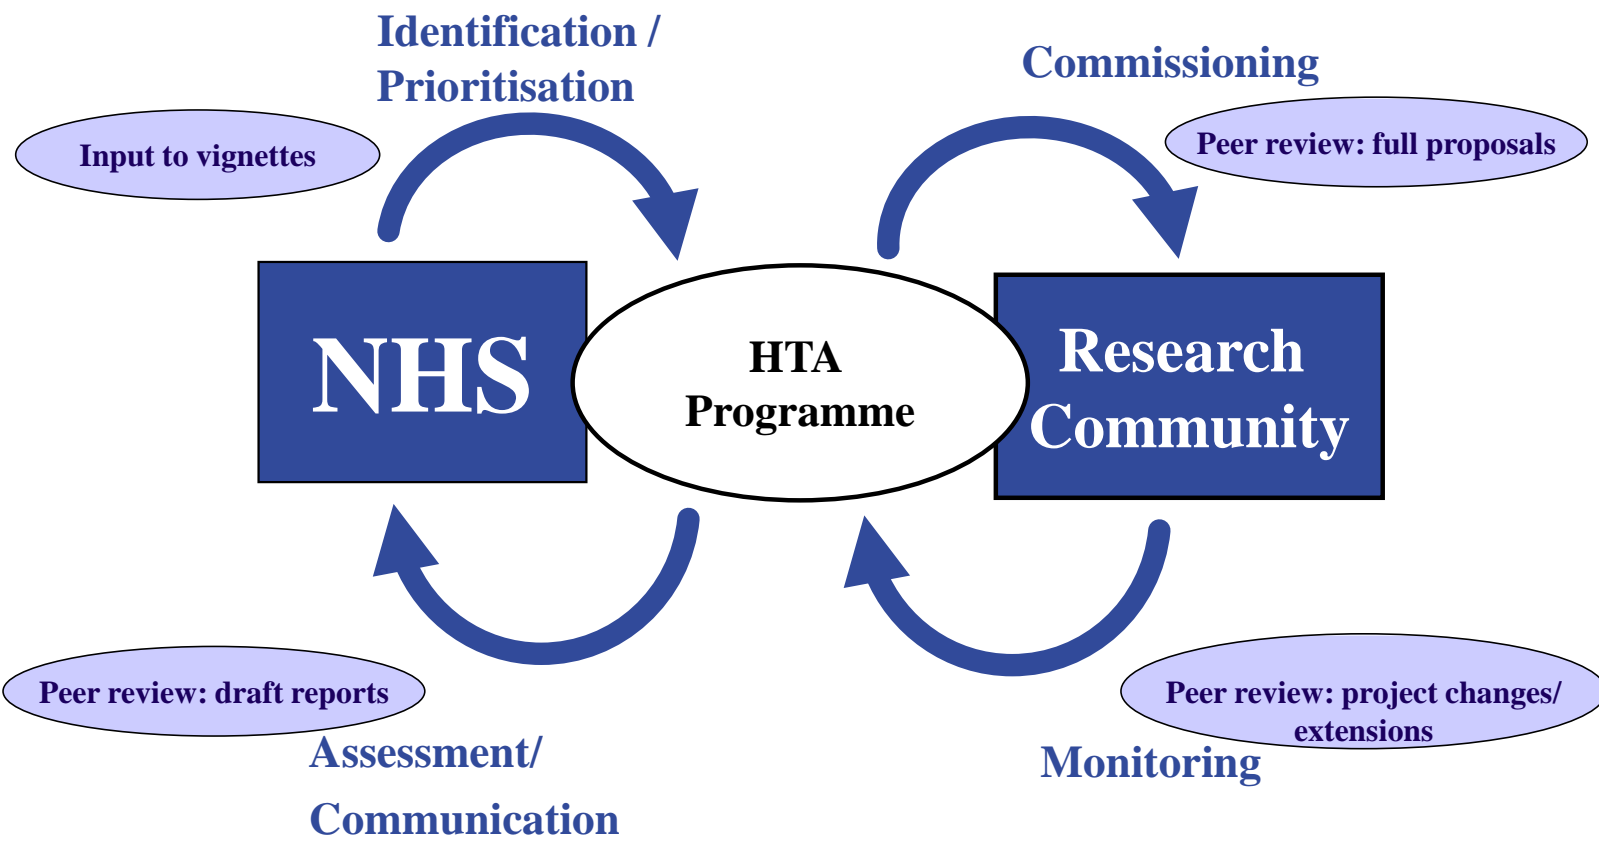 Identification /
Prioritisation
Commissioning
Input to vignettes
Peer review: full proposals
NHS
HTA
Programme
Research
Community
Peer review: draft reports
Peer review: project changes/
extensions
Assessment/
Communication
Monitoring